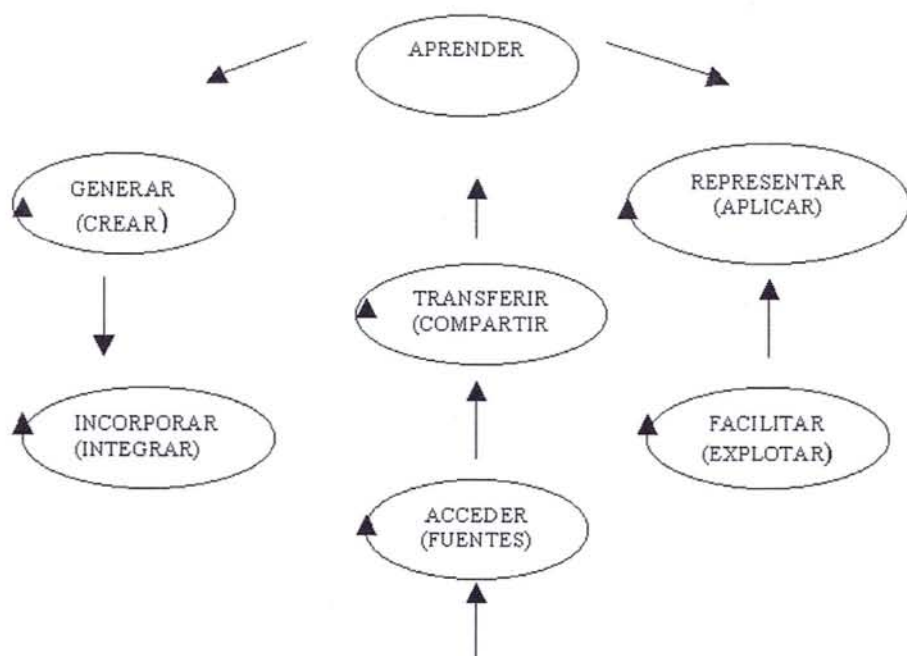 APRENDER
GENERAR
(CREAR)
REPRESENTAR
(APLICAR)
TRANSFERIR
(COMPARTIR
INCORPORAR
(INTEGRAR)
FACILITAR
(EXPLOTAR)
ACCEDER
(FUENTES)